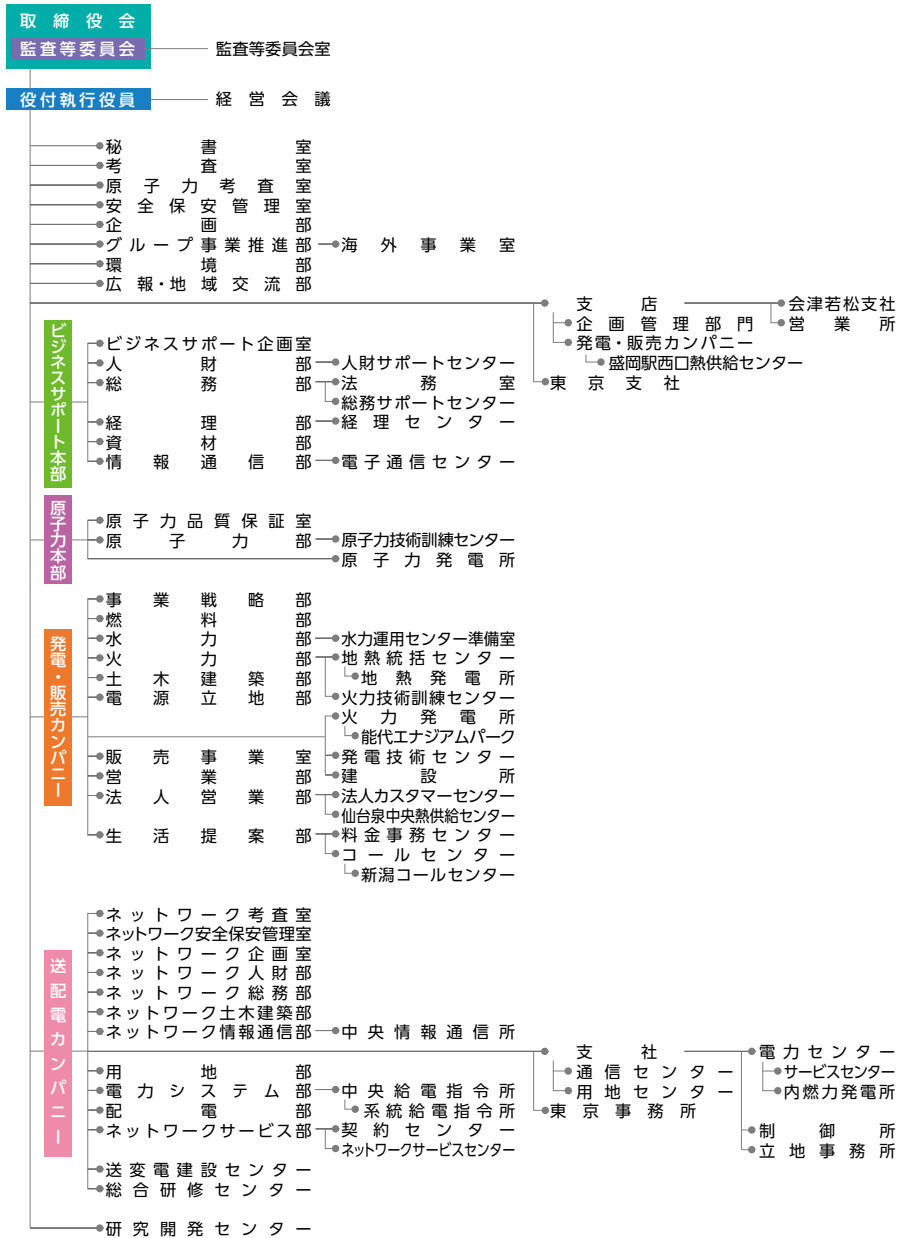 取締役会
監査等委員会 監査等委員会室
役付執行役員 経営会議
秘書室
考査室
原子力考査室
安全保安管理室
企画部
グループ事業推進部 海外事業室
環境部
広報・地域交流部
支店 会津若松支社
企画管理部門 営業所
発電・販売カンパニー
盛岡駅西口熱供給センター
東京支社
ビジネスサポート本部
ビジネスサポート企画室
人財部 人財サポートセンター
総務部 法務室
総務サポートセンター
経理部 経理センター
資材部
情報通信部 電子通信センター
原子力本部
原子力品質保証室
原子力部 原子力技術訓練センター
原子力発電所
発電・販売カンパニー
事業戦略部
燃料部
水力部 水力運用センター準備室
火力部 地熱統括センター
土木建築部 地熱発電所
電源立地部 火力技術訓練センター
火力発電所
能代エナジアムパーク
販売事業室 発電技術センター
営業部 建設所
法人営業部 法人カスタマーセンター
仙台泉中央熱供給センター
生活提案部 料金事務センター
コールセンター
新潟コールセンター
送配電カンパニー
ネットワーク考査室
ネットワーク安全保安管理室
ネットワーク企画室
ネットワーク人財部
ネットワーク総務部
ネットワーク土木建築部
ネットワーク情報通信部 中央情報通信所
支社 電力センター
用地部 通信センター サービスセンター
電力システム部 中央給電指令所 用地センター 内燃力発電所
配電部 系統給電指令所 東京事務所
ネットワークサービス部 契約センター 制御所
ネットワークサービスセンター 立地事務所
送変電建設センター
総合研修センター
研究開発センター